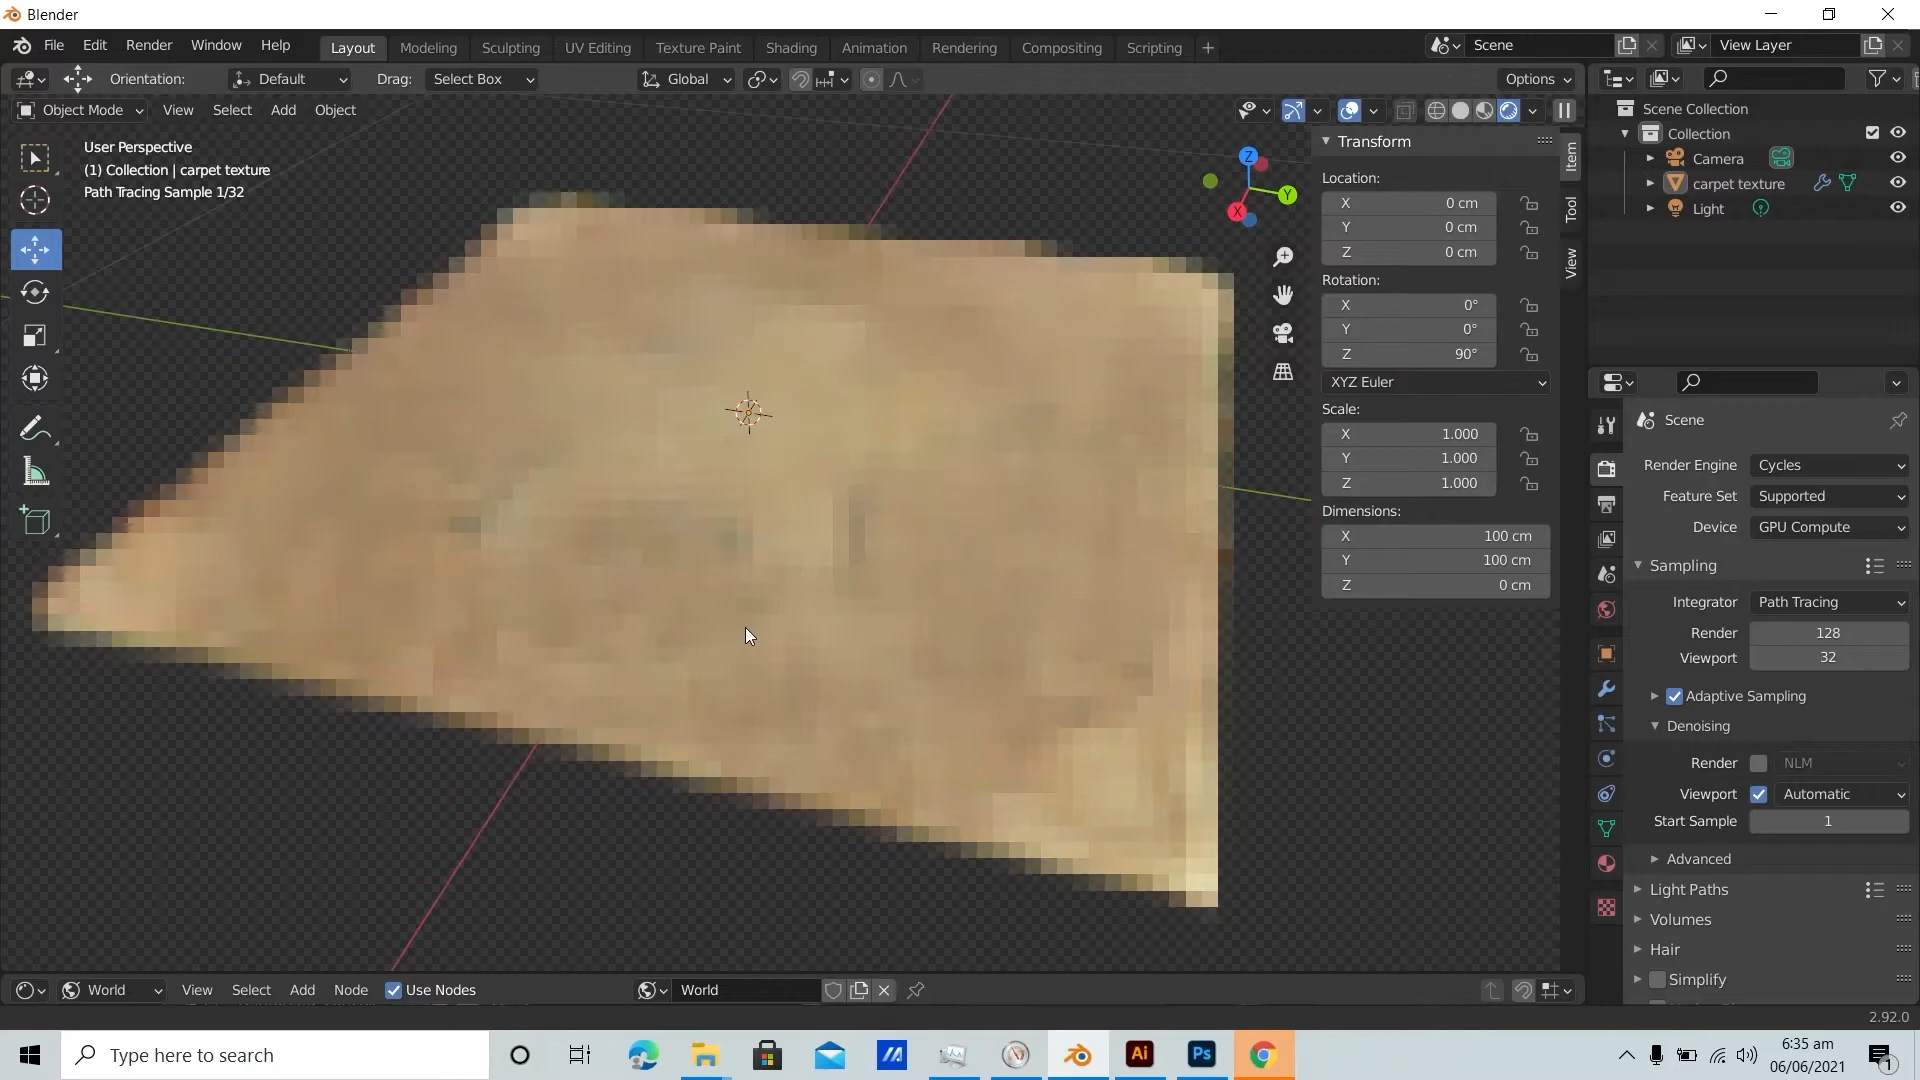 Blender
File Edit Render Window Help Layout Modeling Sculpting UV Editing Texture Paint Shading Animation Rendering Compositing Scripting + Scene View Layer
Orientation: Default Drag: Select Box Global Options
Object Mode View Select Add Object
User Perspective
(1) Collection | carpet texture
Path Tracing Sample 1/32
Z
Y
X
Transform
Location:
X 0 cm
Y 0 cm
Z 0 cm
Rotation:
X 0°
Y 0°
Z 90°
XYZ Euler
Scale:
X 1.000
Y 1.000
Z 1.000
Dimensions:
X 100 cm
Y 100 cm
Z 0 cm
Item
Tool
View
Scene Collection
Collection
Camera
carpet texture
Light
Scene
Render Engine Cycles
Feature Set Supported
Device GPU Compute
Sampling
Integrator Path Tracing
Render 128
Viewport 32
Adaptive Sampling
Denoising
Render NLM
Viewport Automatic
Start Sample 1
Advanced
Light Paths
Volumes
Hair
Simplify
World View Select Add Node Use Nodes World
2.92.0
Type here to search
Ai
Ps
6:35 am
06/06/2021
1